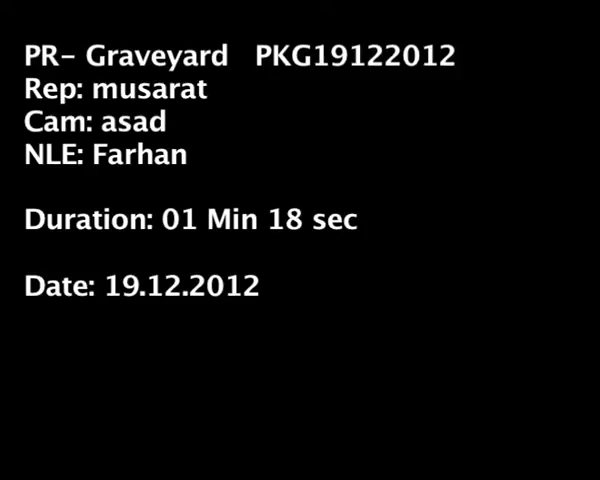 PR- Graveyard PKG19122012
Rep: musarat
Cam: asad
NLE: Farhan
Duration: 01 Min 18 sec
Date: 19.12.2012